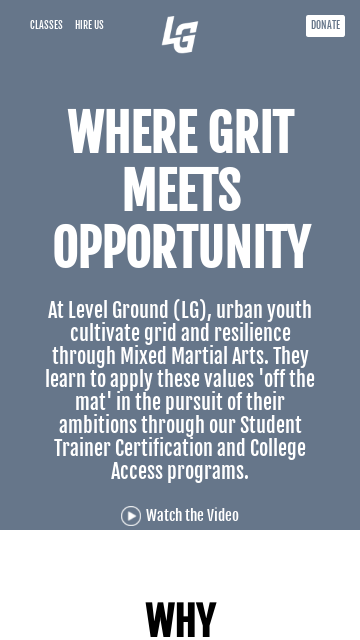 CLASSES HIRE US LG DONATE
WHERE GRIT
MEETS
OPPORTUNITY
At Level Ground (LG), urban youth
cultivate grid and resilience
through Mixed Martial Arts. They
learn to apply these values 'off the
mat' in the pursuit of their
ambitions through our Student
Trainer Certification and College
Access programs.
Watch the Video
WHY